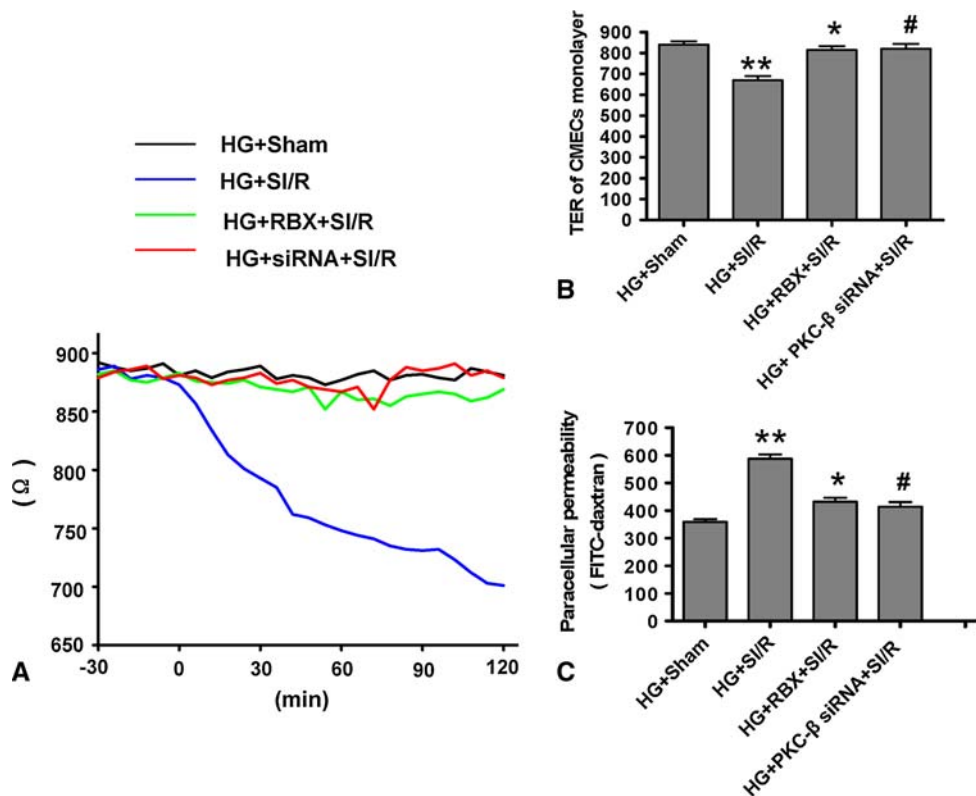 HG+Sham
HG+SI/R
HG+RBX+SI/R
HG+siRNA+SI/R
900
850
800
750
700
650
(Ω)
-30
0
30
60
90
120
(min)
A
TER of CMECs monolayer
900
800
700
600
800
400
300
200
100
0
**
*
#
HG+Sham
HG+SI/R
HG+RBX+SI/R
HG+ PKC-β siRNA+SI/R
B
Paracellular permeability
( FITC-daxtran )
700
600
500
400
300
200
100
0
**
*
#
HG+Sham
HG+SI/R
HG+RBX+SI/R
HG+PKC-β siRNA+SI/R
C